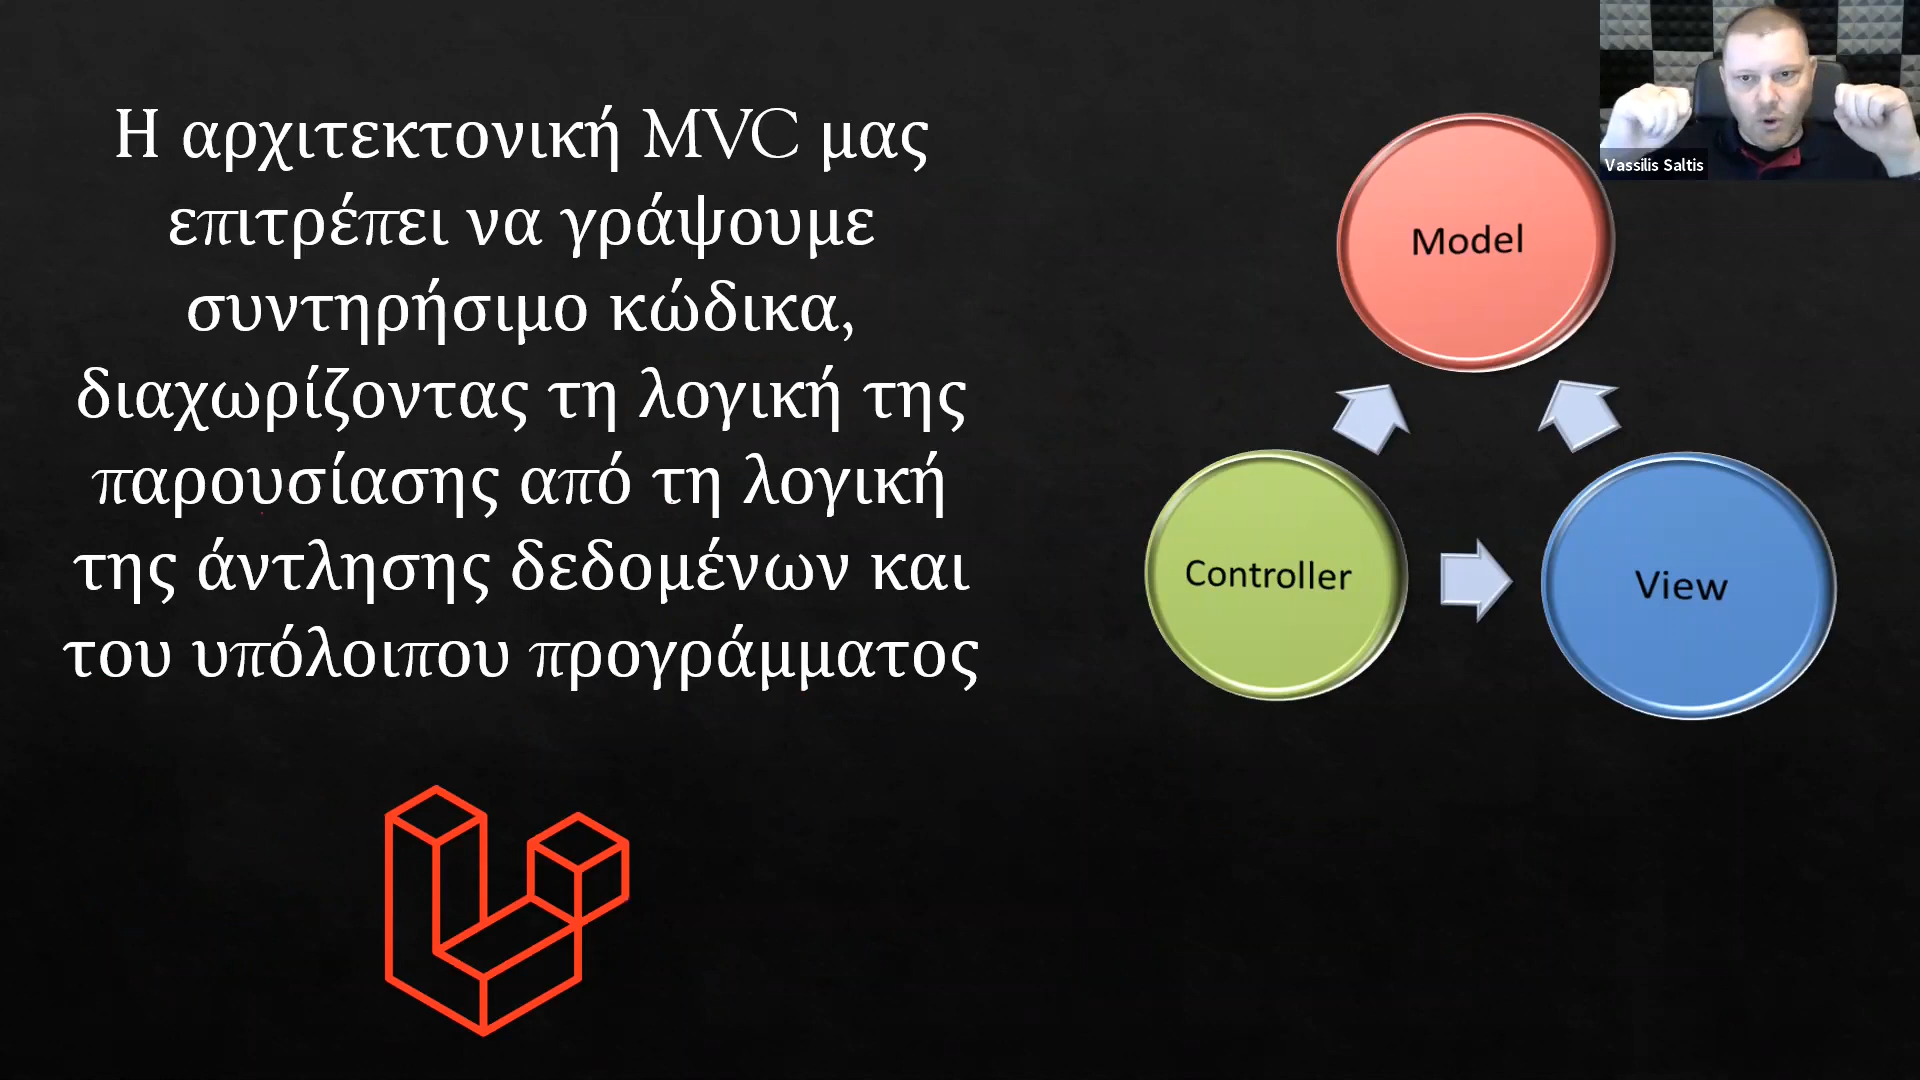 Η αρχιτεκτονική MVC μας
επιτρέπει να γράψουμε
συντηρήσιμο κώδικα,
διαχωρίζοντας τη λογική της
παρουσίασης από τη λογική
της άντλησης δεδομένων και
του υπόλοιπου προγράμματος
Model
Controller
View
Vassilis Saltis